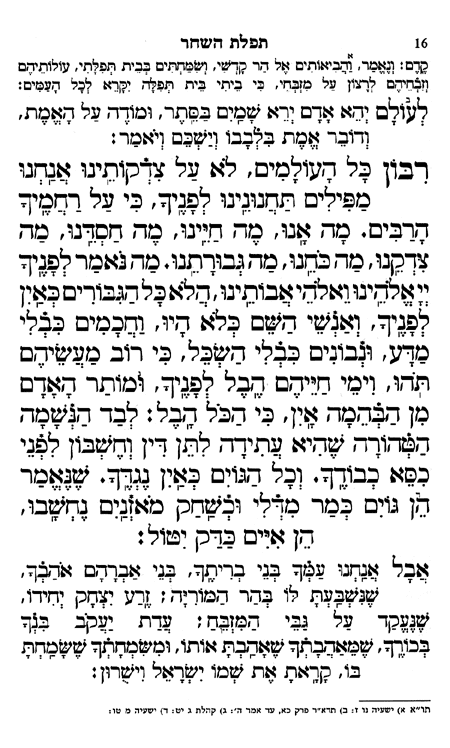 16 תפלת השחר
קֶדֶם: וְנֶאֱמַר, א וַהֲבִיאוֹתִים אֶל הַר קָדְשִׁי, וְשִׂמַּחְתִּים בְּבֵית תְּפִלָּתִי, עוֹלוֹתֵיהֶם
וְזִבְחֵיהֶם לְרָצוֹן עַל מִזְבְּחִי, כִּי בֵיתִי בֵּית תְּפִלָּה יִקָּרֵא לְכָל הָעַמִּים:
לְעוֹלָם יְהֵא אָדָם יְרֵא שָׁמַיִם בַּסֵּתֶר, וּמוֹדֶה עַל הָאֱמֶת,
וְדוֹבֵר אֱמֶת בִּלְבָבוֹ וְיַשְׁכֵּם וְיֹאמַר:
רִבּוֹן כָּל הָעוֹלָמִים, לֹא עַל צִדְקוֹתֵינוּ אֲנַחְנוּ
מַפִּילִים תַּחֲנוּנֵינוּ לְפָנֶיךָ, כִּי עַל רַחֲמֶיךָ
הָרַבִּים. מָה אָנוּ, מֶה חַיֵּינוּ, מֶה חַסְדֵּנוּ, מַה
צִּדְקֵנוּ, מַה כֹּחֵנוּ, מַה גְּבוּרָתֵנוּ. מַה נֹּאמַר לְפָנֶיךָ
יְיָ אֱלֹהֵינוּ וֵאלֹהֵי אֲבוֹתֵינוּ, הֲלֹא כָּל הַגִּבּוֹרִים כְּאַיִן
לְפָנֶיךָ, וְאַנְשֵׁי הַשֵּׁם כְּלֹא הָיוּ, וַחֲכָמִים כִּבְלִי
מַדָּע, וּנְבוֹנִים כִּבְלִי הַשְׂכֵּל, כִּי רוֹב מַעֲשֵׂיהֶם
תֹּהוּ, וִימֵי חַיֵּיהֶם הֶבֶל לְפָנֶיךָ, וּמוֹתַר הָאָדָם
מִן הַבְּהֵמָה אָיִן, כִּי הַכֹּל הָבֶל: לְבַד הַנְּשָׁמָה
הַטְּהוֹרָה שֶׁהִיא עֲתִידָה לִתֵּן דִּין וְחֶשְׁבּוֹן לִפְנֵי
כִסֵּא כְבוֹדֶךָ. וְכָל הַגּוֹיִם כְּאַיִן נֶגְדֶּךָ. שֶׁנֶּאֱמַר
הֵן גּוֹיִם כְּמַר מִדְּלִי וּכְשַׁחַק מֹאזְנַיִם נֶחְשָׁבוּ,
הֵן אִיִּים כַּדַּק יִטּוֹל:
אֲבָל אֲנַחְנוּ עַמְּךָ בְּנֵי בְרִיתֶךָ, בְּנֵי אַבְרָהָם אֹהַבְךָ,
שֶׁנִּשְׁבַּעְתָּ לּוֹ בְּהַר הַמּוֹרִיָּה; זֶרַע יִצְחָק יְחִידוֹ,
שֶׁנֶּעֱקַד עַל גַּבֵּי הַמִּזְבֵּחַ; עֲדַת יַעֲקֹב בִּנְךָ
בְּכוֹרֶךָ, שֶׁמֵּאַהֲבָתְךָ שֶׁאָהַבְתָּ אוֹתוֹ, וּמִשִּׂמְחָתְךָ שֶׁשָּׂמַחְתָּ
בּוֹ, קָרָאתָ אֶת שְׁמוֹ יִשְׂרָאֵל וִישֻׁרוּן:
תו״א א) ישעיה נו ז: ב) תדא״ר פרק כא, עד אמר ה׳: ג) קהלת ג יט: ד) ישעיה מ טו: